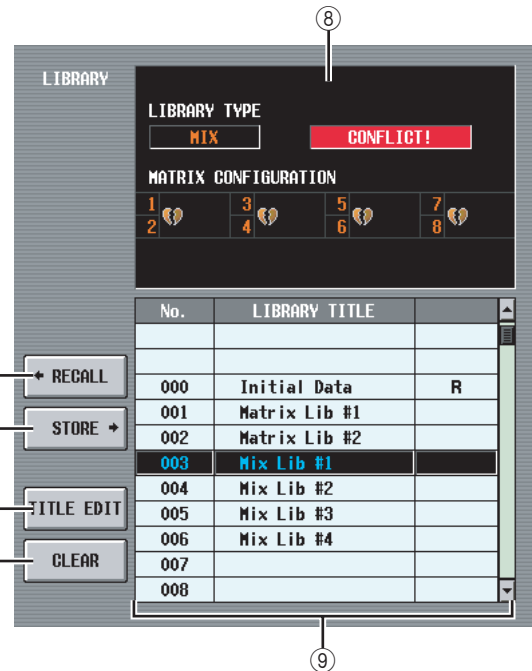 ⑧
LIBRARY
LIBRARY TYPE
MIX CONFLICT!
MATRIX CONFIGURATION
1 3 5 7
2 4 6 8
No. LIBRARY TITLE
← RECALL
000 Initial Data R
001 Matrix Lib #1
STORE →
002 Matrix Lib #2
003 Mix Lib #1
004 Mix Lib #2
TITLE EDIT
005 Mix Lib #3
006 Mix Lib #4
CLEAR
007
008
⑨